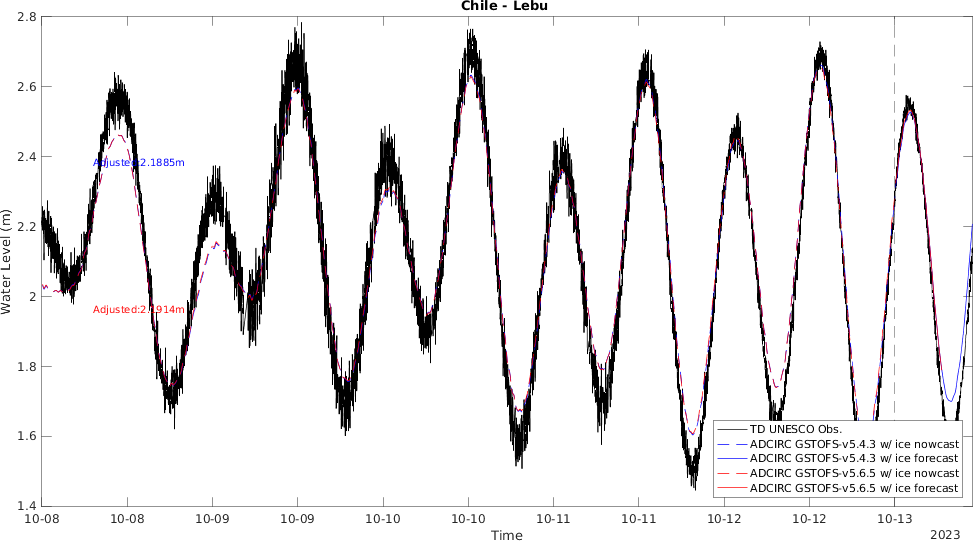 Chile - Lebu
2.8
2.6
2.4
2.2
2
1.8
1.6
1.4
Water Level (m)
Adjusted:2.1885m
Adjusted:2.1914m
TD UNESCO Obs.
ADCIRC GSTOFS-v5.4.3 w/ ice nowcast
ADCIRC GSTOFS-v5.4.3 w/ ice forecast
ADCIRC GSTOFS-v5.6.5 w/ ice nowcast
ADCIRC GSTOFS-v5.6.5 w/ ice forecast
10-08 10-08 10-09 10-09 10-10 10-10 10-11 10-11 10-12 10-12 10-13
Time
2023